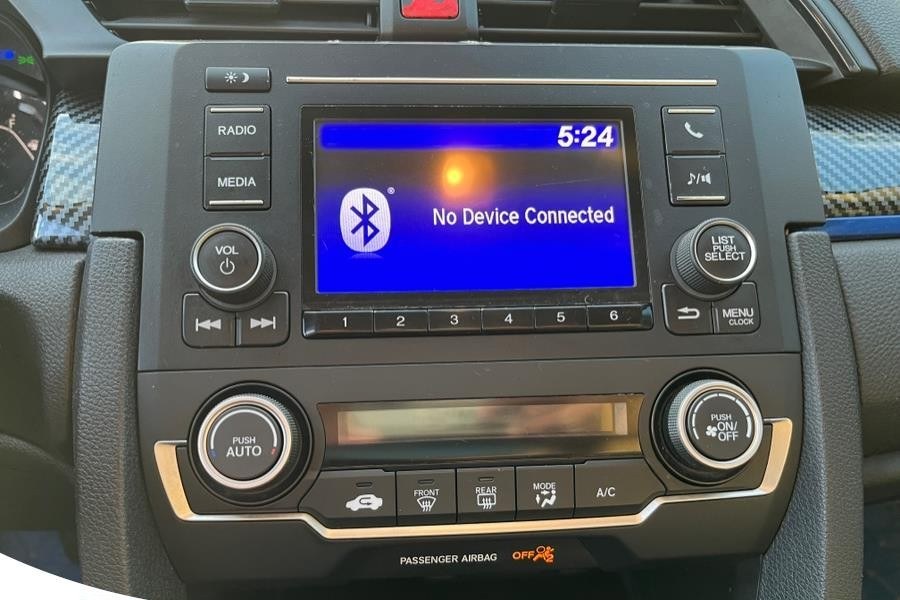 5:24
RADIO
MEDIA
No Device Connected
VOL
LIST
PUSH
SELECT
1 2 3 4 5 6
MENU
CLOCK
PUSH
AUTO
PUSH
ON/
OFF
FRONT
REAR
MODE
A/C
PASSENGER AIRBAG OFF